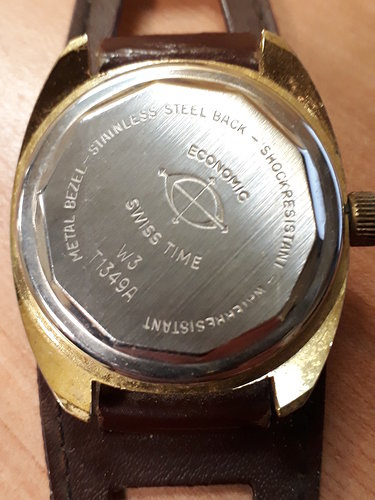 METAL BEZEL - STAINLESS STEEL BACK - SHOCKRESISTANT - WATERRESISTANT
ECONOMIC
SWISS TIME
W3
T1349A